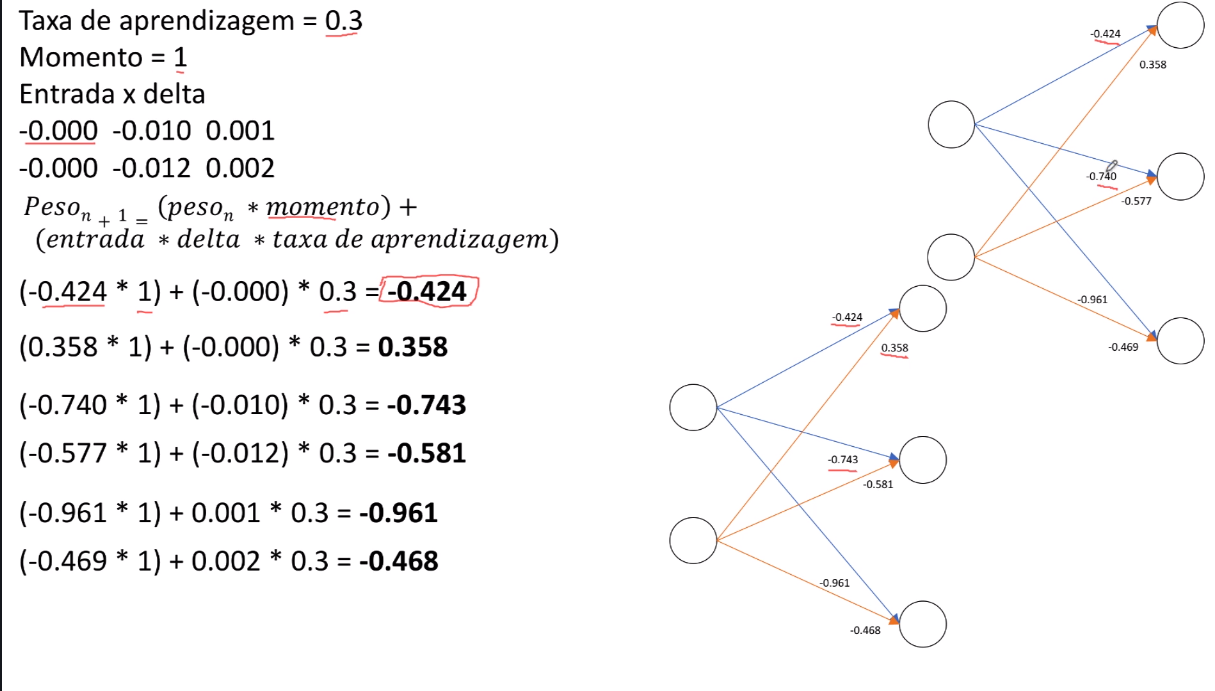 Taxa de aprendizagem = 0.3
Momento = 1
Entrada x delta
-0.000 -0.010 0.001
-0.000 -0.012 0.002
Peso_{n + 1 =} (peso_n * momento) +
(entrada * delta * taxa de aprendizagem)
(-0.424 * 1) + (-0.000) * 0.3 = -0.424
(0.358 * 1) + (-0.000) * 0.3 = 0.358
(-0.740 * 1) + (-0.010) * 0.3 = -0.743
(-0.577 * 1) + (-0.012) * 0.3 = -0.581
(-0.961 * 1) + 0.001 * 0.3 = -0.961
(-0.469 * 1) + 0.002 * 0.3 = -0.468
-0.424
0.358
-0.740
-0.577
-0.961
-0.469
-0.424
0.358
-0.743
-0.581
-0.961
-0.468